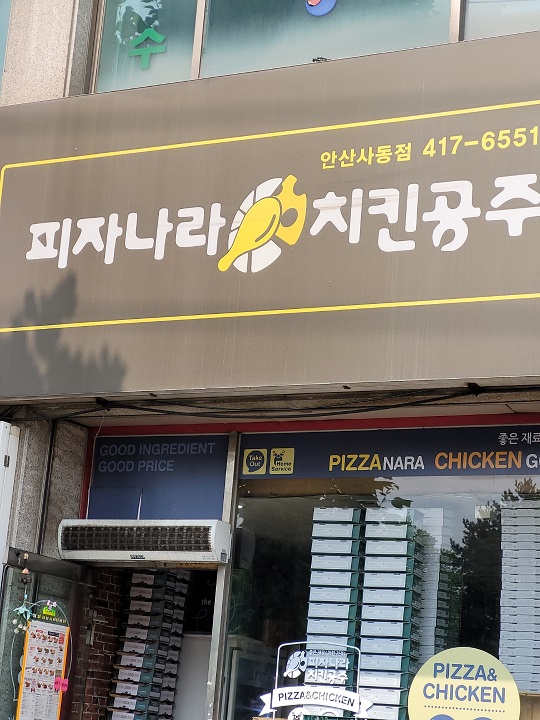 수
안산사동점 417-6551
피자나라 치킨공주
좋은 재료
GOOD INGREDIENT
GOOD PRICE
Take Out
Home Service
PIZZANARA CHICKEN G
the
피자나라
치킨공주
PIZZA&CHICKEN
PIZZA&
CHICKEN